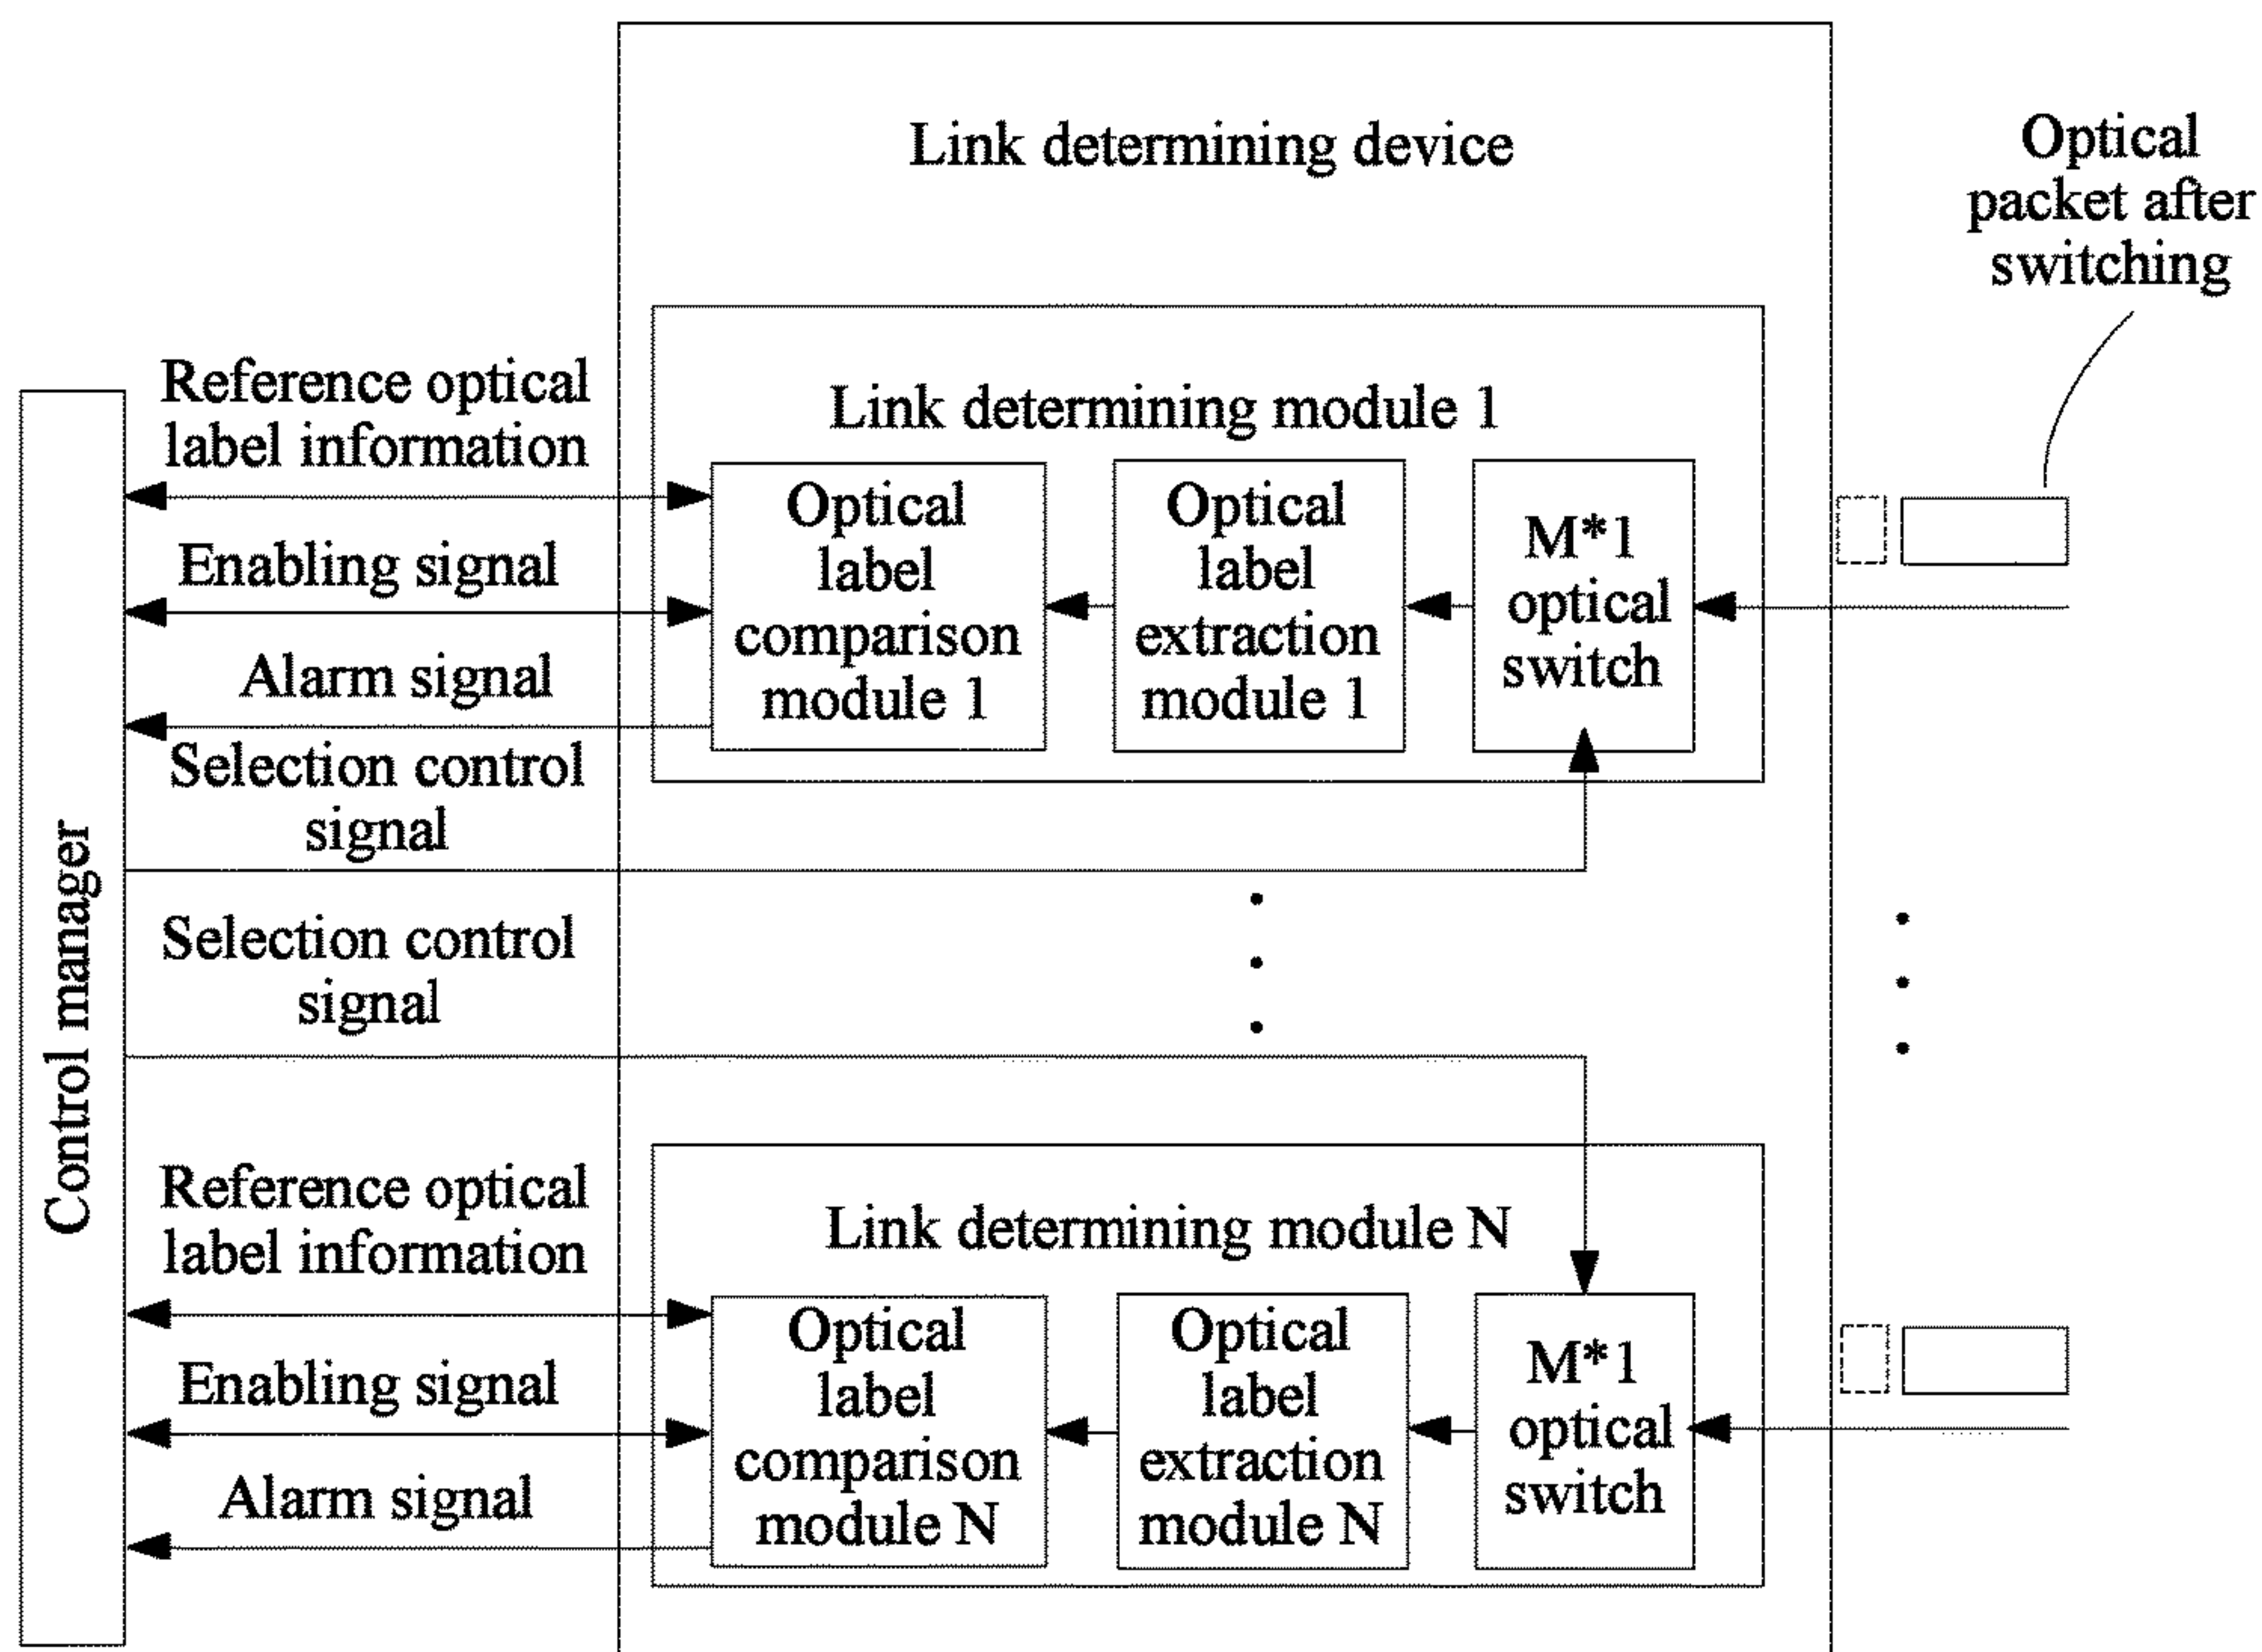 Link determining device
Optical
packet after
switching
Reference optical
label information
Enabling signal
Alarm signal
Selection control
signal
Link determining module 1
Optical
label
comparison
module 1
Optical
label
extraction
module 1
M*1
optical
switch
Control manager
Selection control
signal
Reference optical
label information
Enabling signal
Alarm signal
Link determining module N
Optical
label
comparison
module N
Optical
label
extraction
module N
M*1
optical
switch